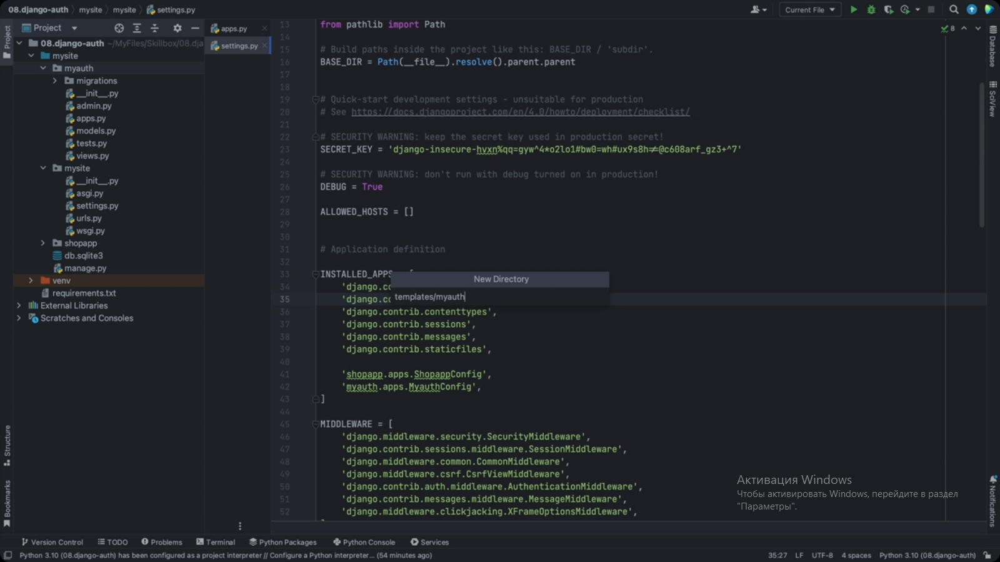 08.django-auth mysite mysite settings.py
Current File
Project
apps.py
settings.py
08.django-auth ~/MyFiles/Skillbox/08.dja
mysite
myauth
migrations
__init__.py
admin.py
apps.py
models.py
tests.py
views.py
mysite
__init__.py
asgi.py
settings.py
urls.py
wsgi.py
shopapp
db.sqlite3
manage.py
venv
requirements.txt
External Libraries
Scratches and Consoles
Project
Structure
Bookmarks
13 from pathlib import Path
14
15 # Build paths inside the project like this: BASE_DIR / 'subdir'.
16 BASE_DIR = Path(__file__).resolve().parent.parent
17
18
19 # Quick-start development settings - unsuitable for production
20 # See https://docs.djangoproject.com/en/4.0/howto/deployment/checklist/
21
22 # SECURITY WARNING: keep the secret key used in production secret!
23 SECRET_KEY = 'django-insecure-hyxn%qq=gyw^4*o2lo1#bw0=wh#ux9s8h≠@c608arf_gz3+^7'
24
25 # SECURITY WARNING: don't run with debug turned on in production!
26 DEBUG = True
27
28 ALLOWED_HOSTS = []
29
30
31 # Application definition
32
33 INSTALLED_APPS
34 'django.co
35 'django.co
36 'django.contrib.contenttypes',
37 'django.contrib.sessions',
38 'django.contrib.messages',
39 'django.contrib.staticfiles',
40
41 'shopapp.apps.ShopappConfig',
42 'myauth.apps.MyauthConfig',
43 ]
44
45 MIDDLEWARE = [
46 'django.middleware.security.SecurityMiddleware',
47 'django.contrib.sessions.middleware.SessionMiddleware',
48 'django.middleware.common.CommonMiddleware',
49 'django.middleware.csrf.CsrfViewMiddleware',
50 'django.contrib.auth.middleware.AuthenticationMiddleware',
51 'django.contrib.messages.middleware.MessageMiddleware',
52 'django.middleware.clickjacking.XFrameOptionsMiddleware',
New Directory
templates/myauth
8
Database
SciView
Notifications
Активация Windows
Чтобы активировать Windows, перейдите в раздел
"Параметры".
Version Control TODO Problems Terminal Python Packages Python Console Services
Python 3.10 (08.django-auth) has been configured as a project interpreter // Configure a Python interpreter... (54 minutes ago)
35:27 LF UTF-8 4 spaces Python 3.10 (08.django-auth)